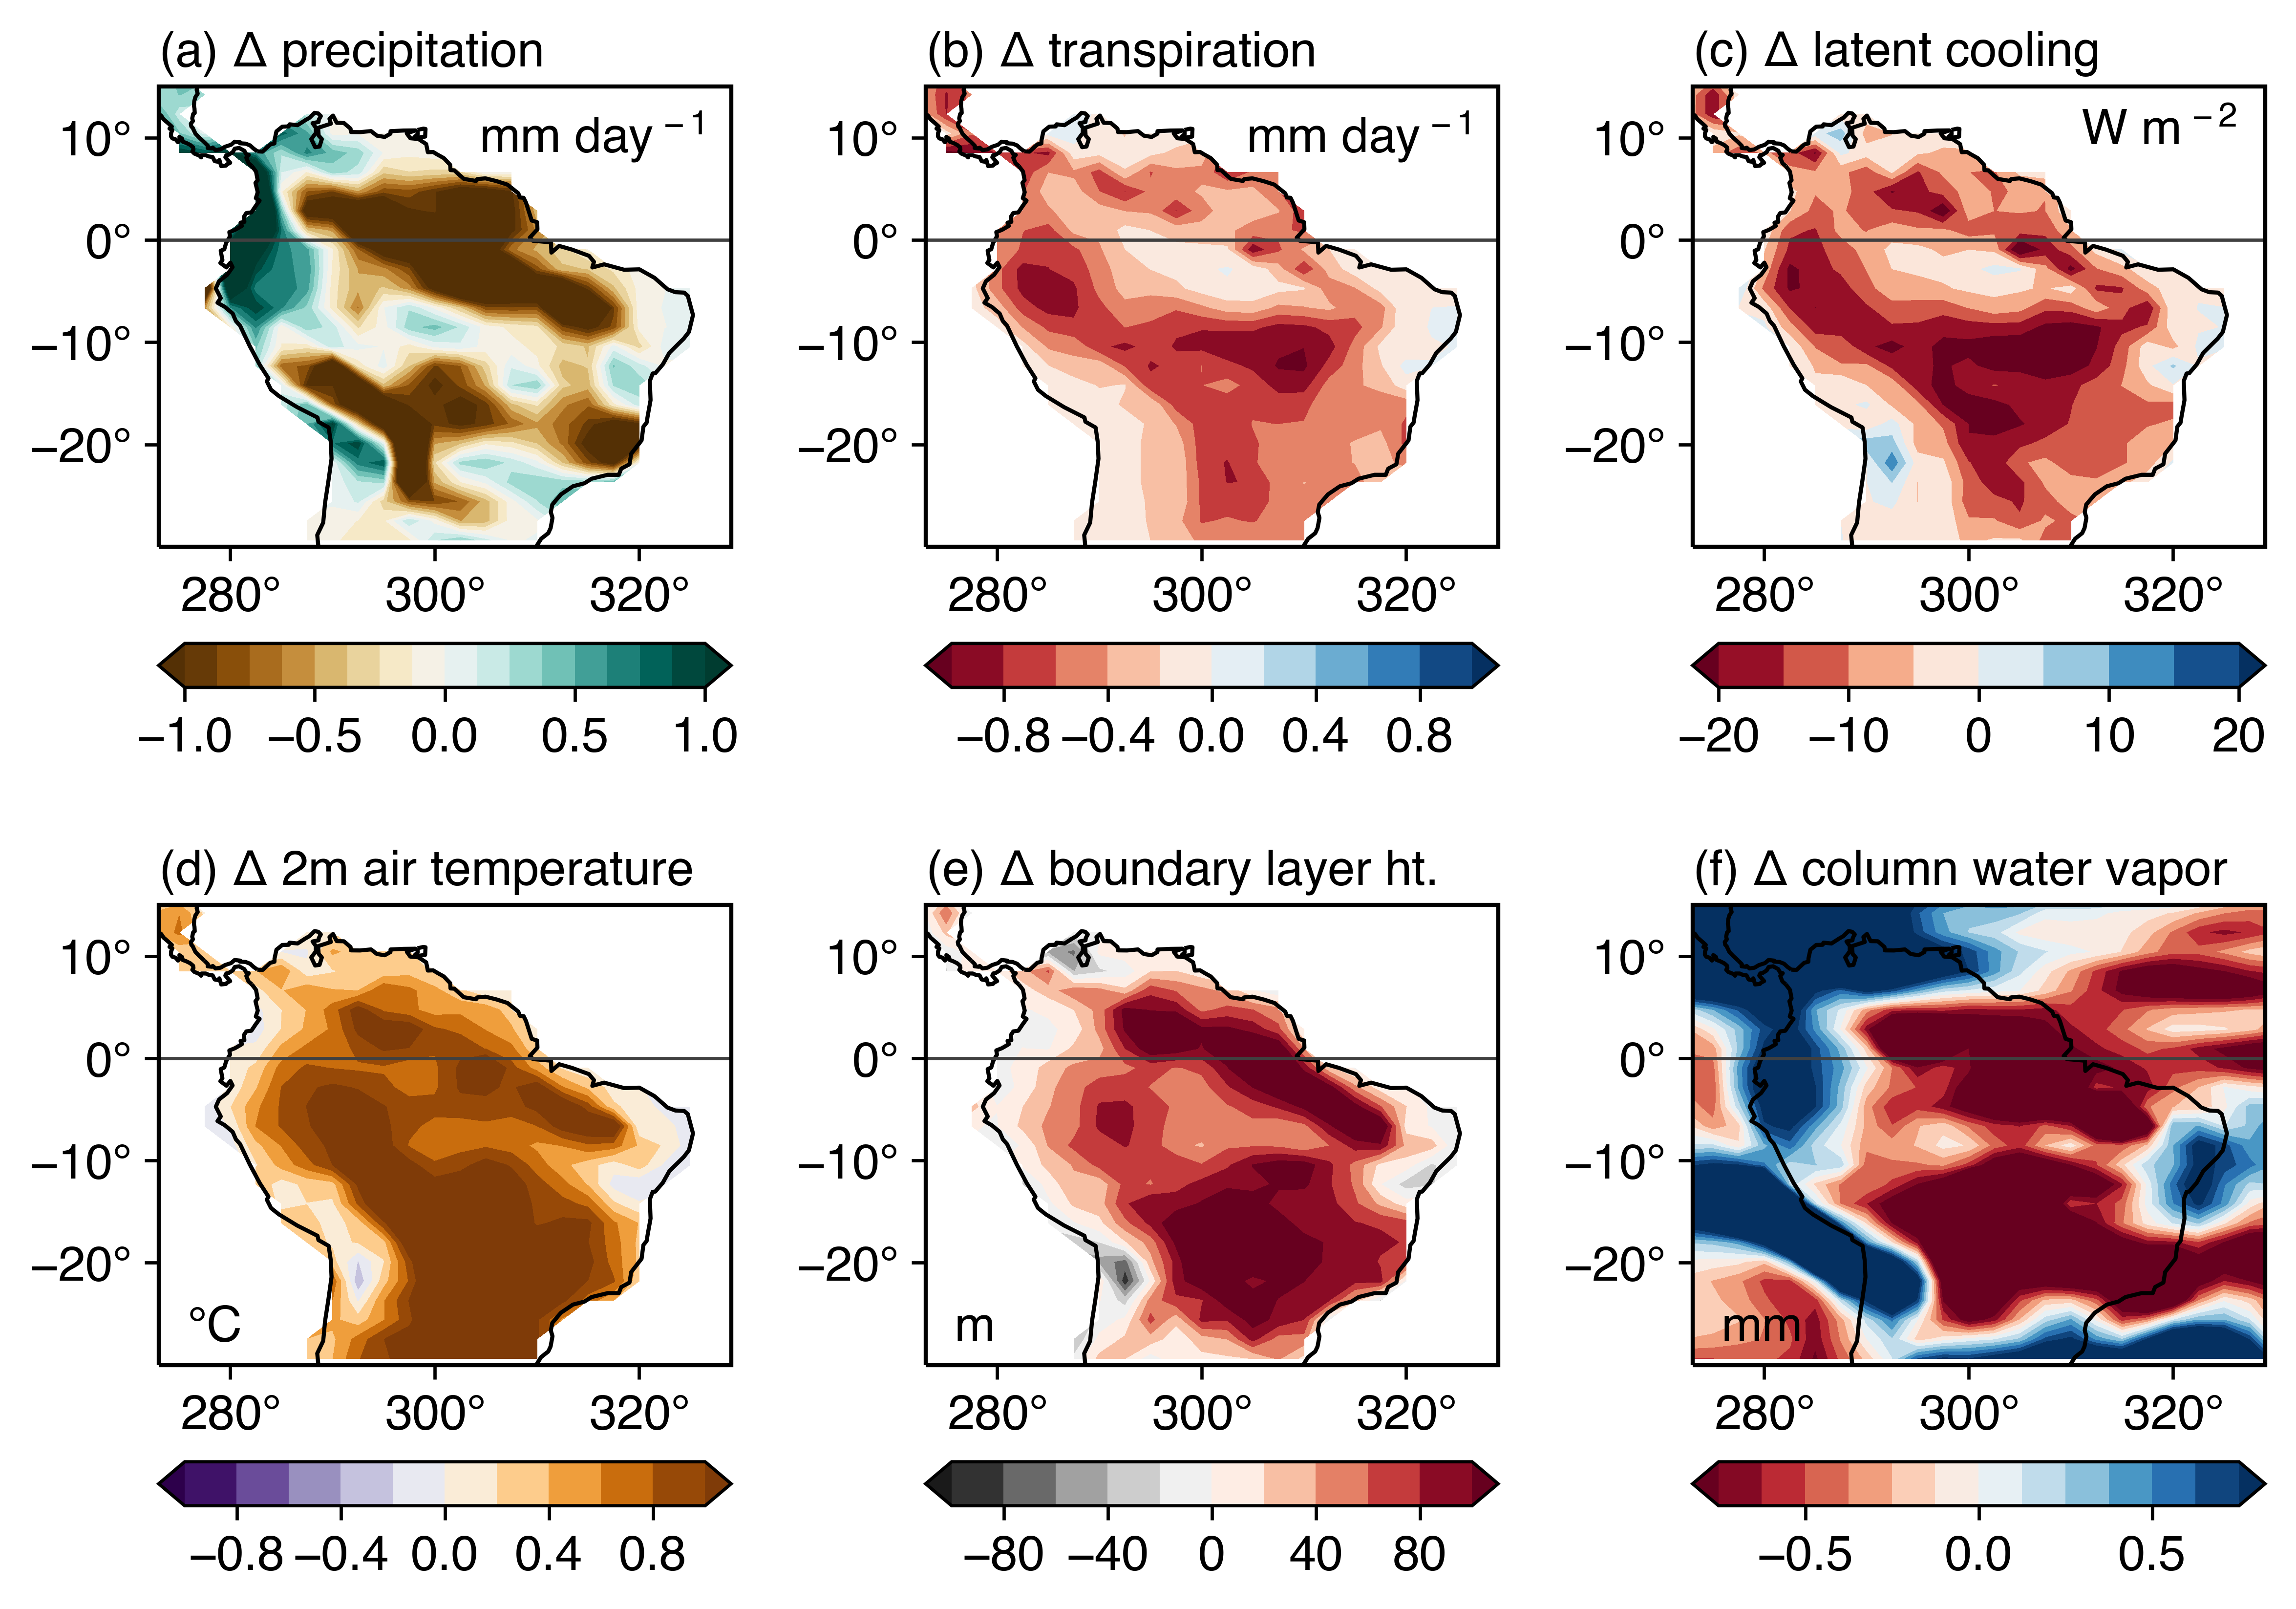 (a) Δ precipitation
(b) Δ transpiration
(c) Δ latent cooling
mm day⁻¹
mm day⁻¹
W m⁻²
10°
0°
−10°
−20°
10°
0°
−10°
−20°
10°
0°
−10°
−20°
280° 300° 320°
280° 300° 320°
280° 300° 320°
−1.0 −0.5 0.0 0.5 1.0
−0.8 −0.4 0.0 0.4 0.8
−20 −10 0 10 20
(d) Δ 2m air temperature
(e) Δ boundary layer ht.
(f) Δ column water vapor
10°
0°
−10°
−20°
10°
0°
−10°
−20°
10°
0°
−10°
−20°
°C
m
mm
280° 300° 320°
280° 300° 320°
280° 300° 320°
−0.8 −0.4 0.0 0.4 0.8
−80 −40 0 40 80
−0.5 0.0 0.5